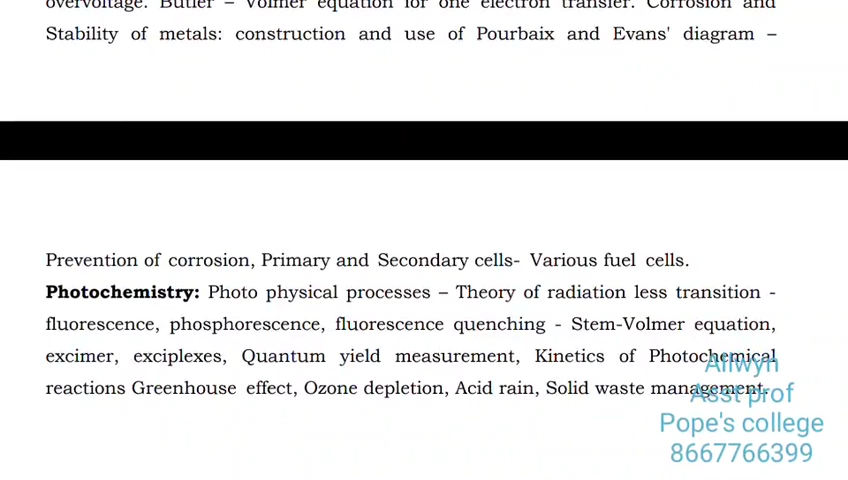 overvoltage. Butler – Volmer equation for one electron transfer. Corrosion and
Stability of metals: construction and use of Pourbaix and Evans' diagram –
Prevention of corrosion, Primary and Secondary cells- Various fuel cells.
Photochemistry: Photo physical processes – Theory of radiation less transition -
fluorescence, phosphorescence, fluorescence quenching - Stem-Volmer equation,
excimer, exciplexes, Quantum yield measurement, Kinetics of Photochemical
reactions Greenhouse effect, Ozone depletion, Acid rain, Solid waste management.
Allwyn
Asst prof
Pope's college
8667766399